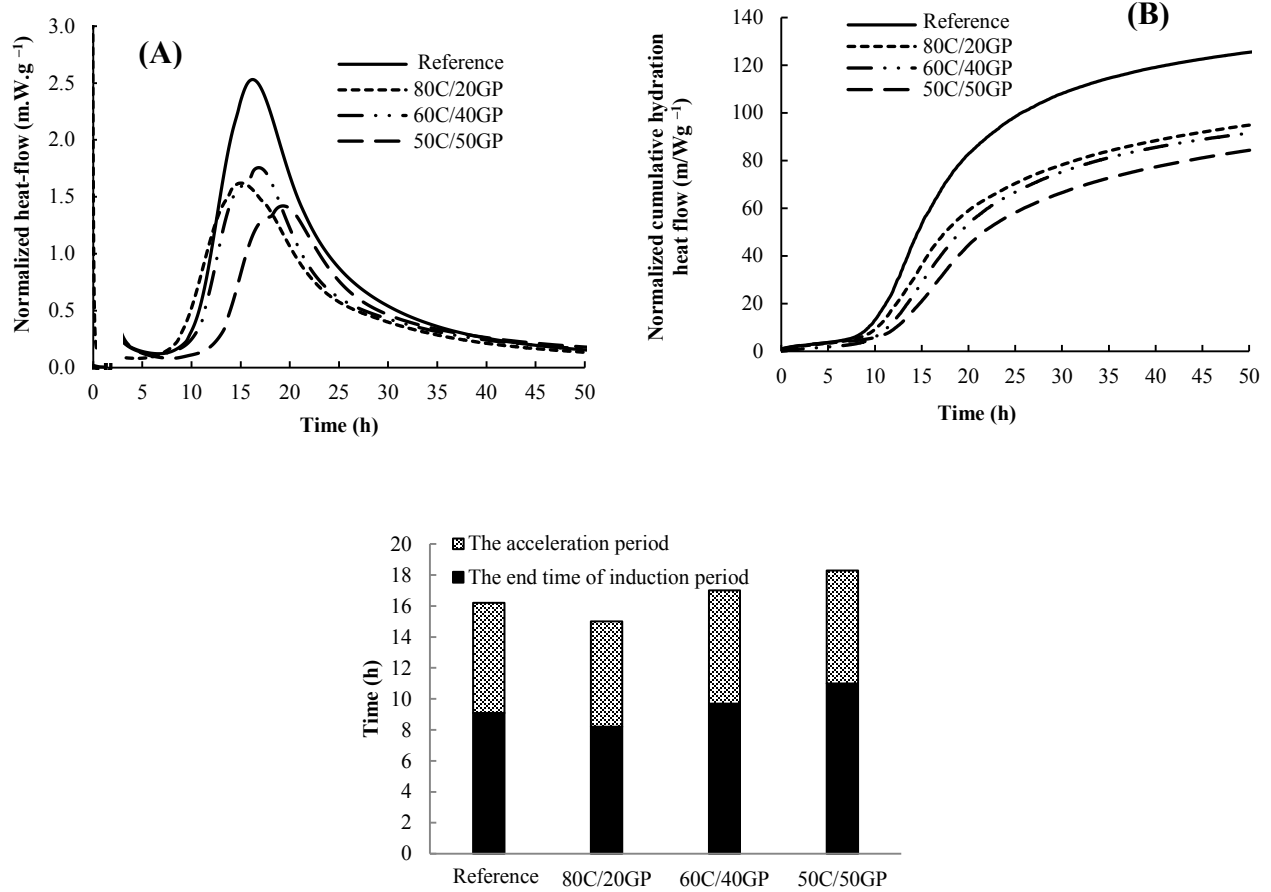 (A)
Normalized heat-flow (m.W.g ⁻¹)
3.0
2.5
2.0
1.5
1.0
0.5
0.0
Reference
80C/20GP
60C/40GP
50C/50GP
0 5 10 15 20 25 30 35 40 45 50
Time (h)
(B)
Normalized cumulative hydration
heat flow (m/Wg ⁻¹)
140
120
100
80
60
40
20
0
Reference
80C/20GP
60C/40GP
50C/50GP
0 5 10 15 20 25 30 35 40 45 50
Time (h)
The acceleration period
The end time of induction period
Time (h)
20
18
16
14
12
10
8
6
4
2
0
Reference 80C/20GP 60C/40GP 50C/50GP